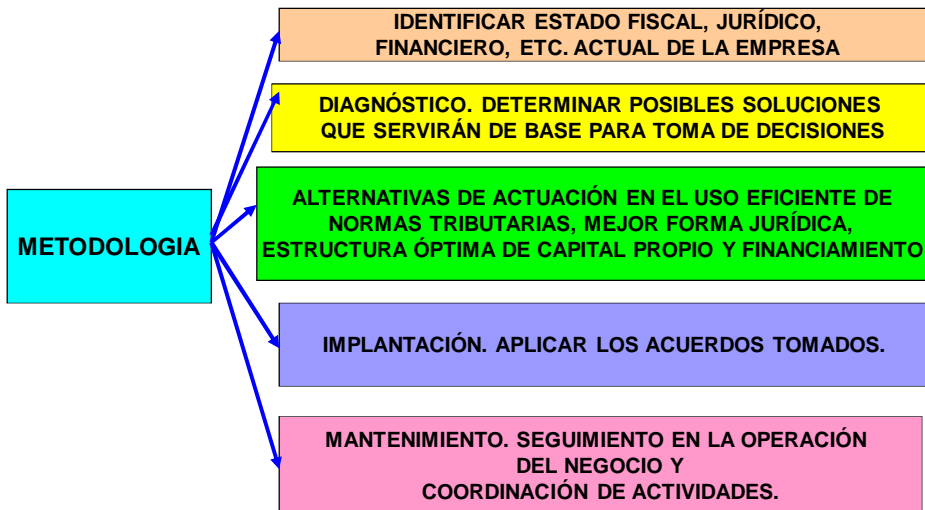 METODOLOGIA
IDENTIFICAR ESTADO FISCAL, JURÍDICO,
FINANCIERO, ETC. ACTUAL DE LA EMPRESA
DIAGNÓSTICO. DETERMINAR POSIBLES SOLUCIONES
QUE SERVIRÁN DE BASE PARA TOMA DE DECISIONES
ALTERNATIVAS DE ACTUACIÓN EN EL USO EFICIENTE DE
NORMAS TRIBUTARIAS, MEJOR FORMA JURÍDICA,
ESTRUCTURA ÓPTIMA DE CAPITAL PROPIO Y FINANCIAMIENTO
IMPLANTACIÓN. APLICAR LOS ACUERDOS TOMADOS.
MANTENIMIENTO. SEGUIMIENTO EN LA OPERACIÓN
DEL NEGOCIO Y
COORDINACIÓN DE ACTIVIDADES.